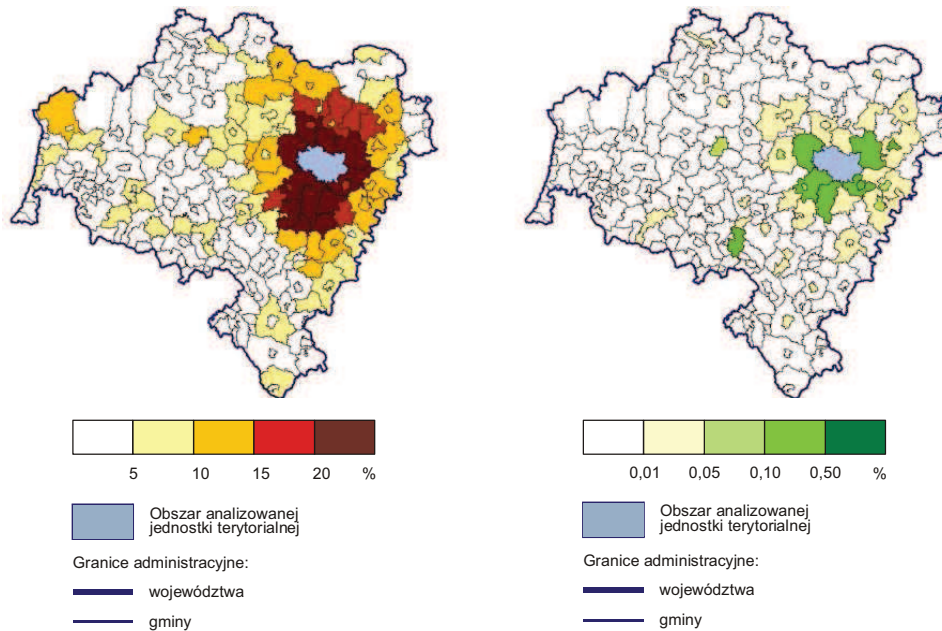 5 10 15 20 %
Obszar analizowanej
jednostki terytorialnej
Granice administracyjne:
województwa
gminy
0,01 0,05 0,10 0,50 %
Obszar analizowanej
jednostki terytorialnej
Granice administracyjne:
województwa
gminy